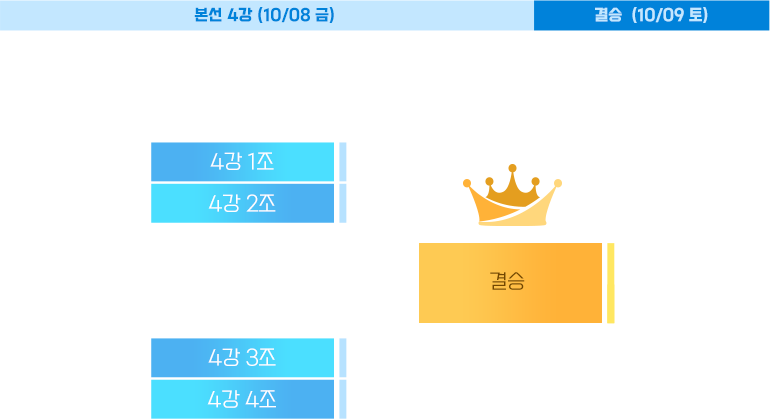 본선 4강 (10/08 금)
결승 (10/09 토)
4강 1조
4강 2조
결승
4강 3조
4강 4조